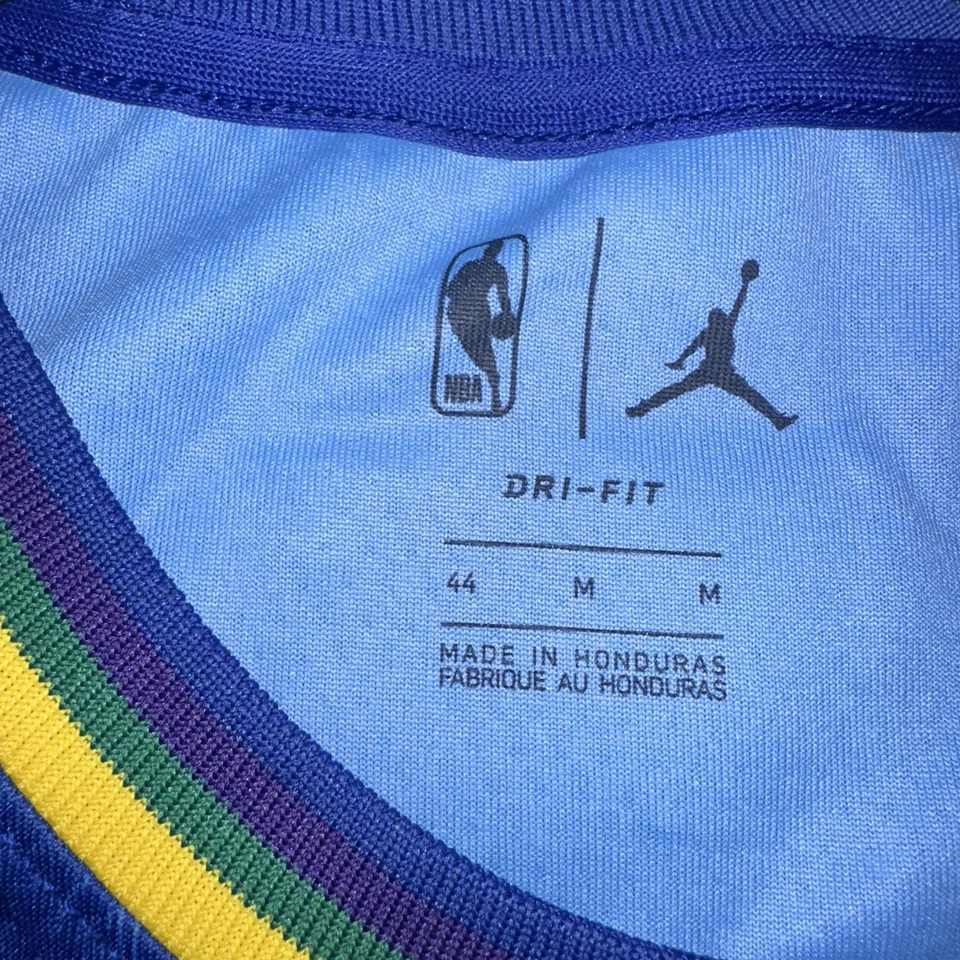 NBA
DRI-FIT
44 M M
MADE IN HONDURAS
FABRIQUE AU HONDURAS